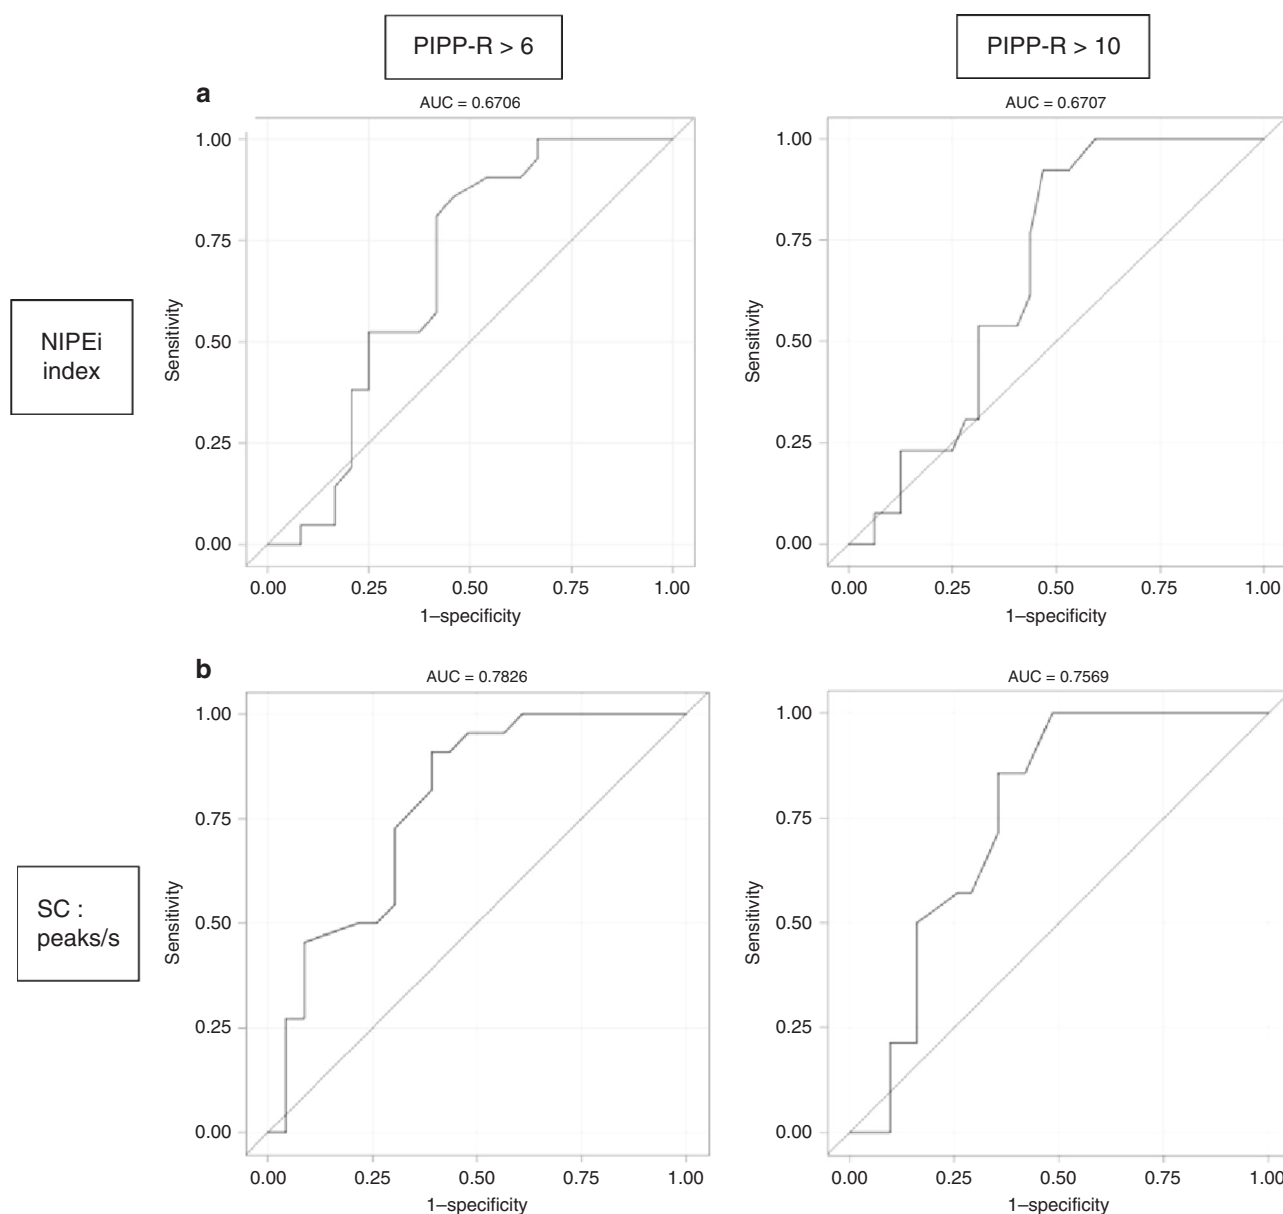 PIPP-R > 6
PIPP-R > 10
a
AUC = 0.6706
AUC = 0.6707
NIPEi
index
Sensitivity
1.00
0.75
0.50
0.25
0.00
0.00 0.25 0.50 0.75 1.00
1–specificity
Sensitivity
1.00
0.75
0.50
0.25
0.00
0.00 0.25 0.50 0.75 1.00
1–specificity
b
AUC = 0.7826
AUC = 0.7569
SC :
peaks/s
Sensitivity
1.00
0.75
0.50
0.25
0.00
0.00 0.25 0.50 0.75 1.00
1–specificity
Sensitivity
1.00
0.75
0.50
0.25
0.00
0.00 0.25 0.50 0.75 1.00
1–specificity